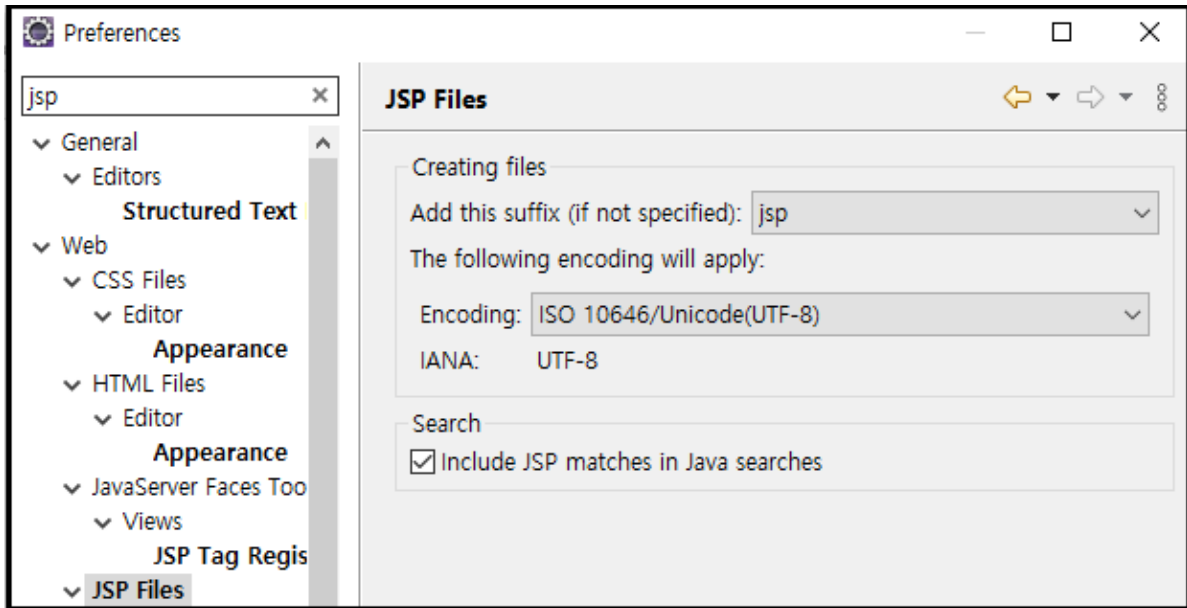 Preferences
jsp
General
Editors
Structured Text
Web
CSS Files
Editor
Appearance
HTML Files
Editor
Appearance
JavaServer Faces Too
Views
JSP Tag Regis
JSP Files
JSP Files
Creating files
Add this suffix (if not specified): jsp
The following encoding will apply:
Encoding: ISO 10646/Unicode(UTF-8)
IANA: UTF-8
Search
Include JSP matches in Java searches